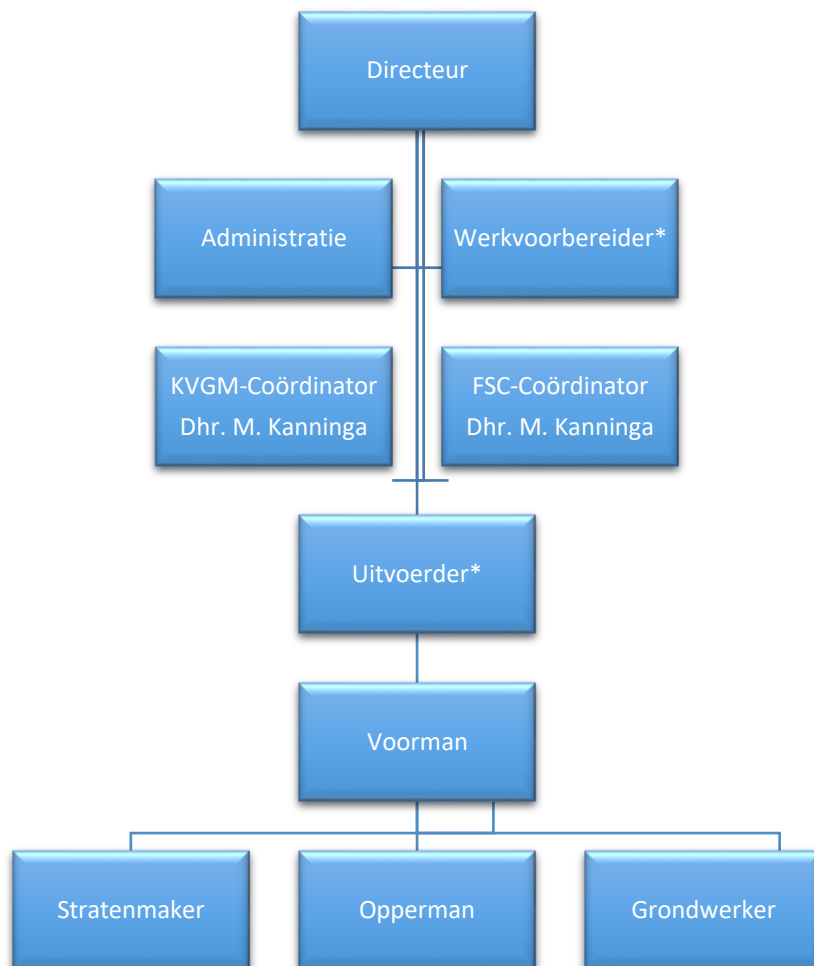 Directeur
Administratie
Werkvoorbereider*
KVGM-Coördinator
Dhr. M. Kanninga
FSC-Coördinator
Dhr. M. Kanninga
Uitvoerder*
Voorman
Stratenmaker
Opperman
Grondwerker